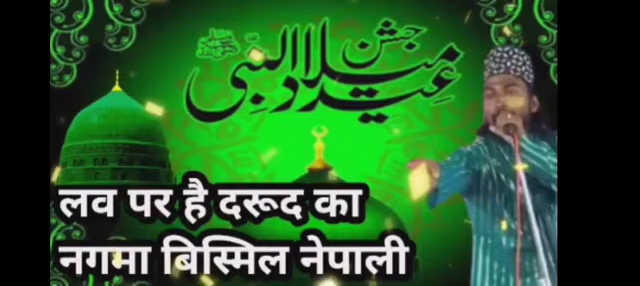 جشن
عید میلاد النبی
लव पर है दरूद का
नगमा बिस्मिल नेपाली